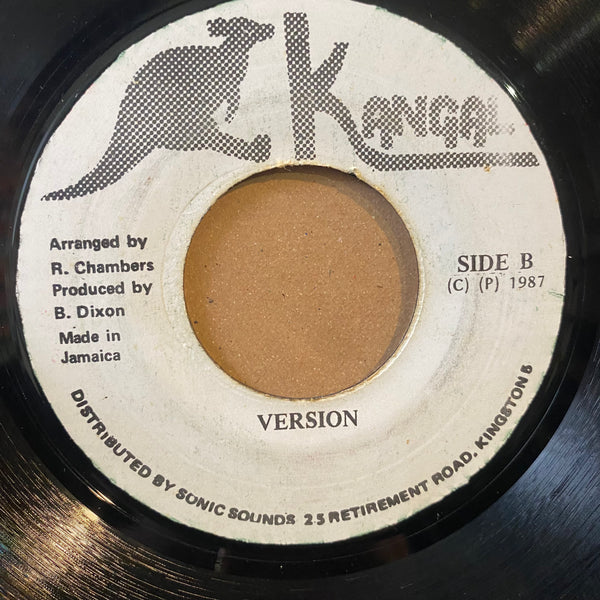 KANGAL
Arranged by
R. Chambers
Produced by
B. Dixon
Made in
Jamaica
SIDE B
(C) (P) 1987
VERSION
DISTRIBUTED BY SONIC SOUNDS 25 RETIREMENT ROAD, KINGSTON 5